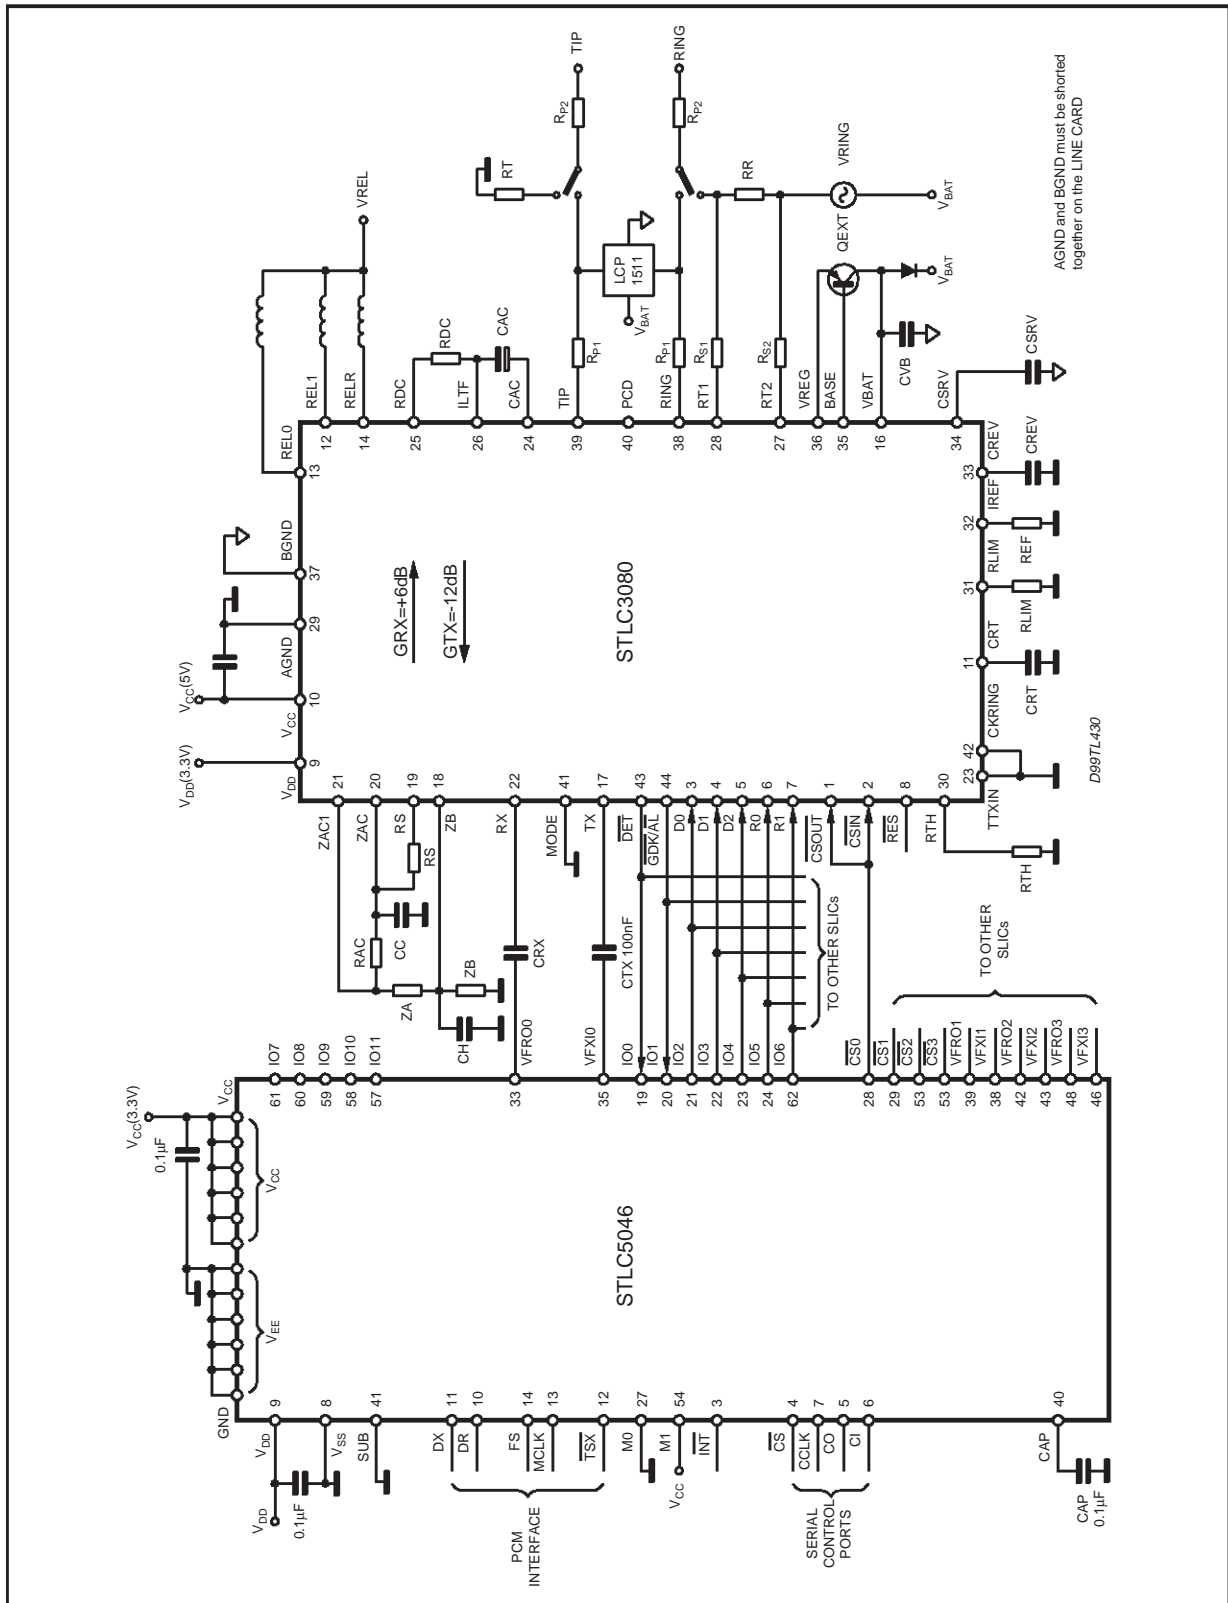 TIP
RING
RP2
RP2
RT
VREL
RR
VRING
QEXT
VBAT
VBAT
AGND and BGND must be shorted
together on the LINE CARD
LCP
1511
VBAT
RDC
CAC
RP1
RP1
RS1
RS2
CVB
CSRV
REL0
REL1
RELR
RDC
ILTF
CAC
TIP
PCD
RING
RT1
RT2
VREG
BASE
VBAT
CSRV
13
12
14
25
26
24
39
40
38
28
27
36
35
16
34
BGND
37
AGND
29
VCC(5V)
VCC
10
VDD(3.3V)
VDD
9
GRX=+6dB
GTX=-12dB
STLC3080
CREV
33
CREV
IREF
32
REF
RLIM
31
RLIM
CRT
11
CRT
CKRING
42
23
TTXIN
D99TL430
21
20
19
18
22
41
17
43
44
3
4
5
6
7
1
2
8
30
ZAC1
ZAC
RS
ZB
RX
MODE
TX
DET
GDK/AL
D0
D1
D2
R0
R1
CSOUT
CSIN
RES
RTH
RS
RTH
RAC
CC
ZA
ZB
CH
CRX
CTX 100nF
TO OTHER SLICs
TO OTHER
SLICs
IO7
IO8
IO9
IO10
IO11
VFRO0
VFXI0
IO0
IO1
IO2
IO3
IO4
IO5
IO6
CS0
CS1
CS2
CS3
VFRO1
VFXI1
VFRO2
VFXI2
VFRO3
VFXI3
61
60
59
58
57
33
35
19
20
21
22
23
24
62
28
29
53
53
39
38
42
43
48
46
VCC(3.3V)
0.1µF
VCC
VCC
VEE
GND
STLC5046
9
8
41
11
10
14
13
12
27
54
3
4
7
5
6
40
VDD
VSS
SUB
DX
DR
FS
MCLK
TSX
M0
M1
INT
CS
CCLK
CO
CI
CAP
VDD
0.1µF
VCC
PCM
INTERFACE
SERIAL
CONTROL
PORTS
CAP
0.1µF